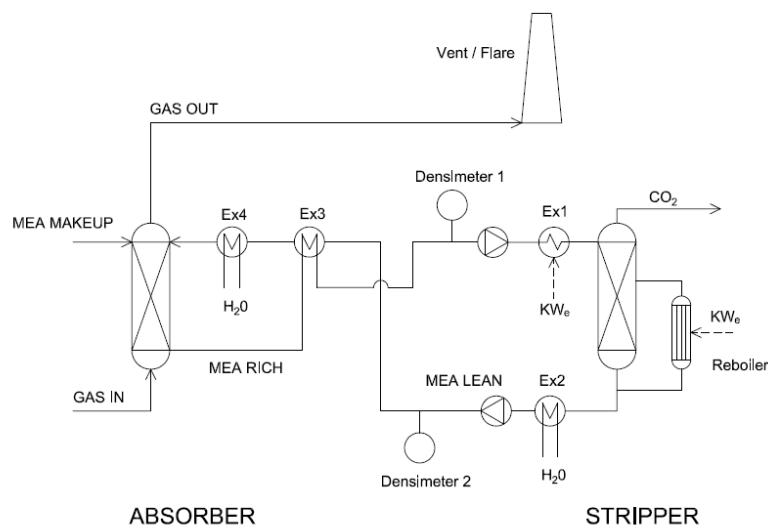 Vent / Flare
GAS OUT
Densimeter 1
CO₂
MEA MAKEUP
Ex4
Ex3
Ex1
H₂0
KWₑ
KWₑ
MEA RICH
Reboiler
MEA LEAN
Ex2
GAS IN
Densimeter 2
H₂0
ABSORBER
STRIPPER